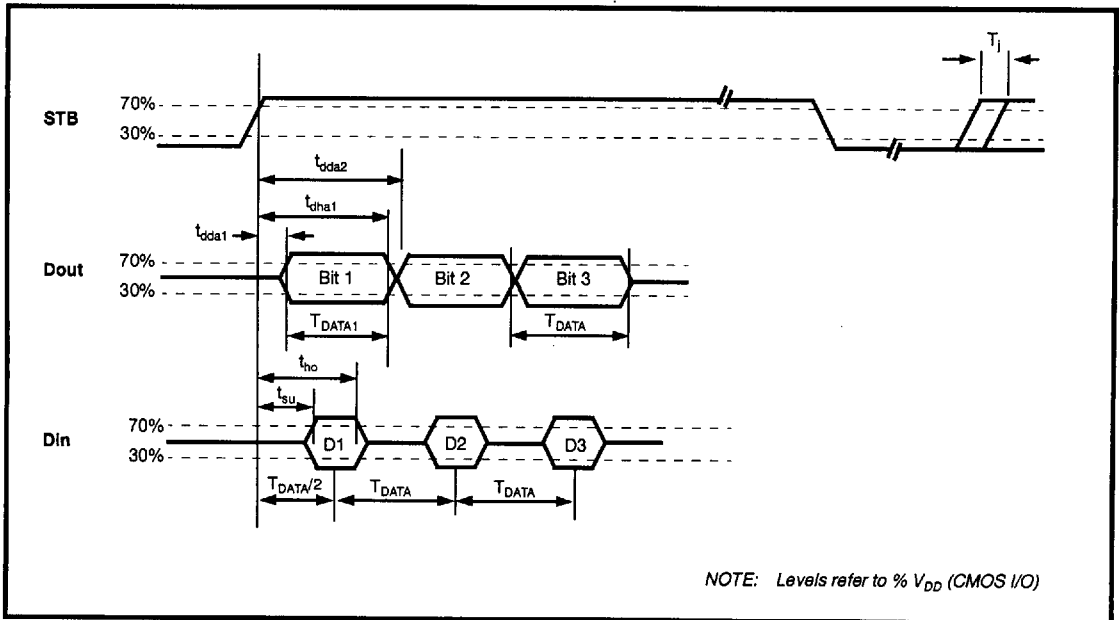 T_j
70%
STB
30%
t_dda2
t_dha1
t_dda1
70%
Dout
Bit 1
Bit 2
Bit 3
30%
T_DATA1
T_DATA
t_ho
t_su
70%
Din
D1
D2
D3
30%
T_DATA/2
T_DATA
T_DATA
NOTE: Levels refer to % V_DD (CMOS I/O)